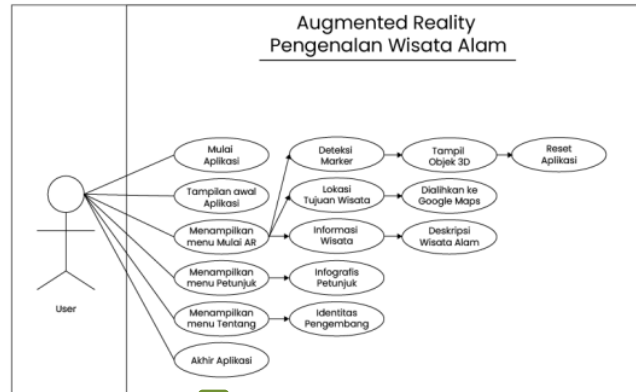 Augmented Reality
Pengenalan Wisata Alam
Mulai
Aplikasi
Deteksi
Marker
Tampil
Objek 3D
Reset
Aplikasi
Tampilan awal
Aplikasi
Lokasi
Tujuan Wisata
Dialihkan ke
Google Maps
Menampilkan
menu Mulai AR
Informasi
Wisata
Deskripsi
Wisata Alam
Menampilkan
menu Petunjuk
Infografis
Petunjuk
Menampilkan
menu Tentang
Identitas
Pengembang
Akhir Aplikasi
User